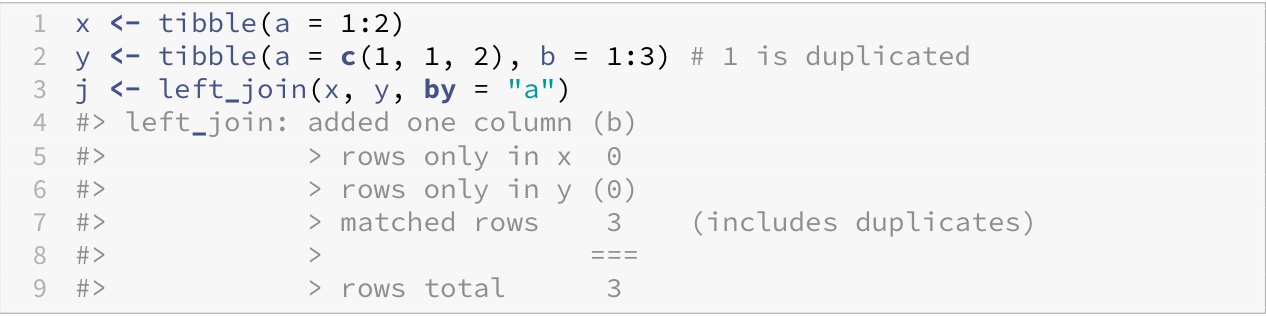 1 x <- tibble(a = 1:2)
2 y <- tibble(a = c(1, 1, 2), b = 1:3) # 1 is duplicated
3 j <- left_join(x, y, by = "a")
4 #> left_join: added one column (b)
5 #>            > rows only in x  0
6 #>            > rows only in y (0)
7 #>            > matched rows    3    (includes duplicates)
8 #>            >                ===
9 #>            > rows total      3